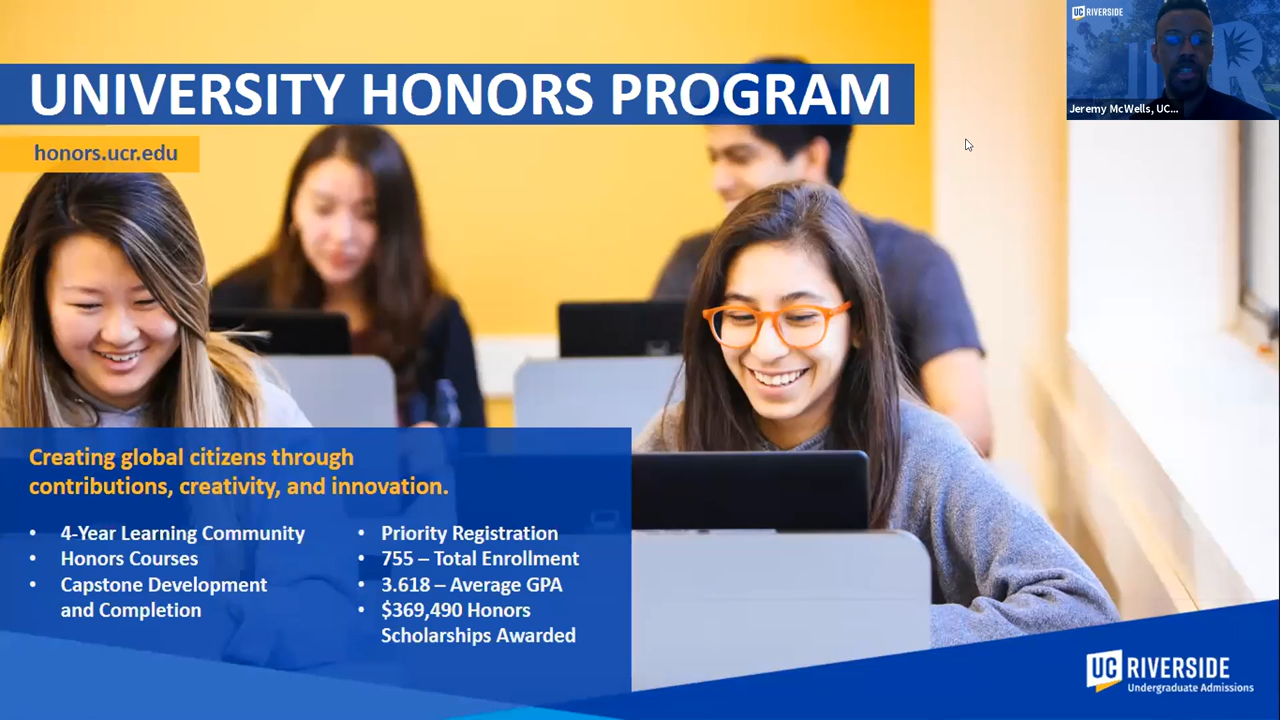 UC RIVERSIDE
Jeremy McWells, UC...
UNIVERSITY HONORS PROGRAM
honors.ucr.edu
Creating global citizens through
contributions, creativity, and innovation.
• 4-Year Learning Community
• Honors Courses
• Capstone Development
and Completion
• Priority Registration
• 755 – Total Enrollment
• 3.618 – Average GPA
• $369,490 Honors
Scholarships Awarded
UC RIVERSIDE
Undergraduate Admissions